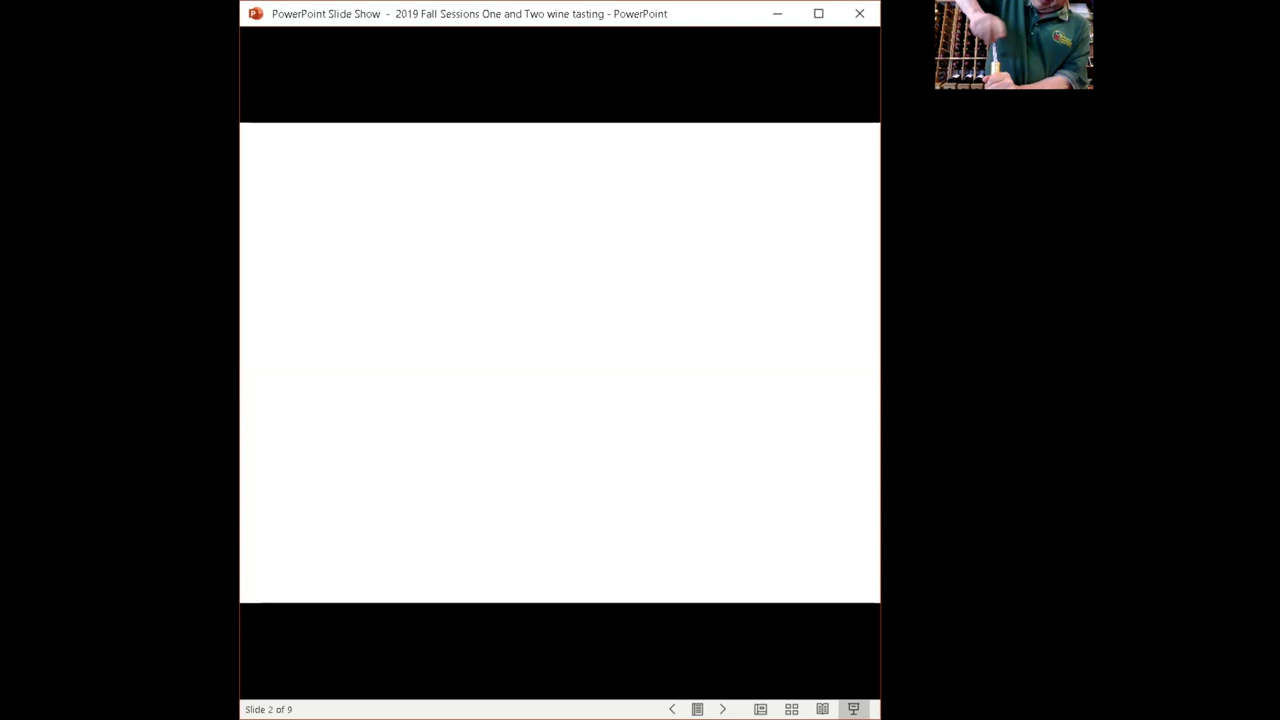 PowerPoint Slide Show - 2019 Fall Sessions One and Two wine tasting - PowerPoint
Slide 2 of 9